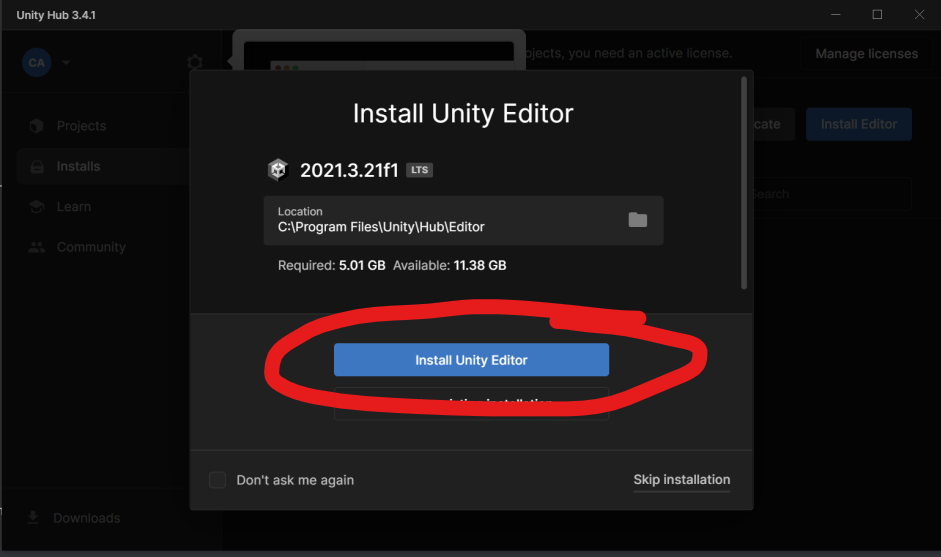 Unity Hub 3.4.1
CA
ojects, you need an active license.
Manage licenses
Projects
Installs
Learn
Community
Downloads
cate
Install Editor
earch
Install Unity Editor
2021.3.21f1 LTS
Location
C:\Program Files\Unity\Hub\Editor
Required: 5.01 GB Available: 11.38 GB
Install Unity Editor
installation
Don't ask me again
Skip installation